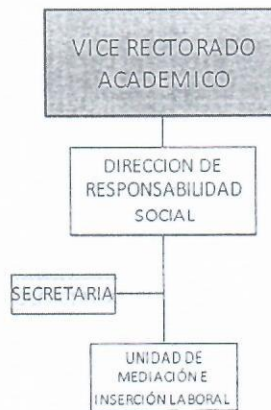 VICE RECTORADO
ACADEMICO
DIRECCION DE
RESPONSABILIDAD
SOCIAL
SECRETARIA
UNIDAD DE
MEDIACIÓN E
INSERCIÓN LABORAL